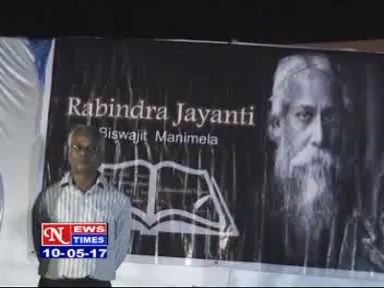 Rabindra Jayanti
Biswajit Manimela
NEWS
TIMES
10-05-17